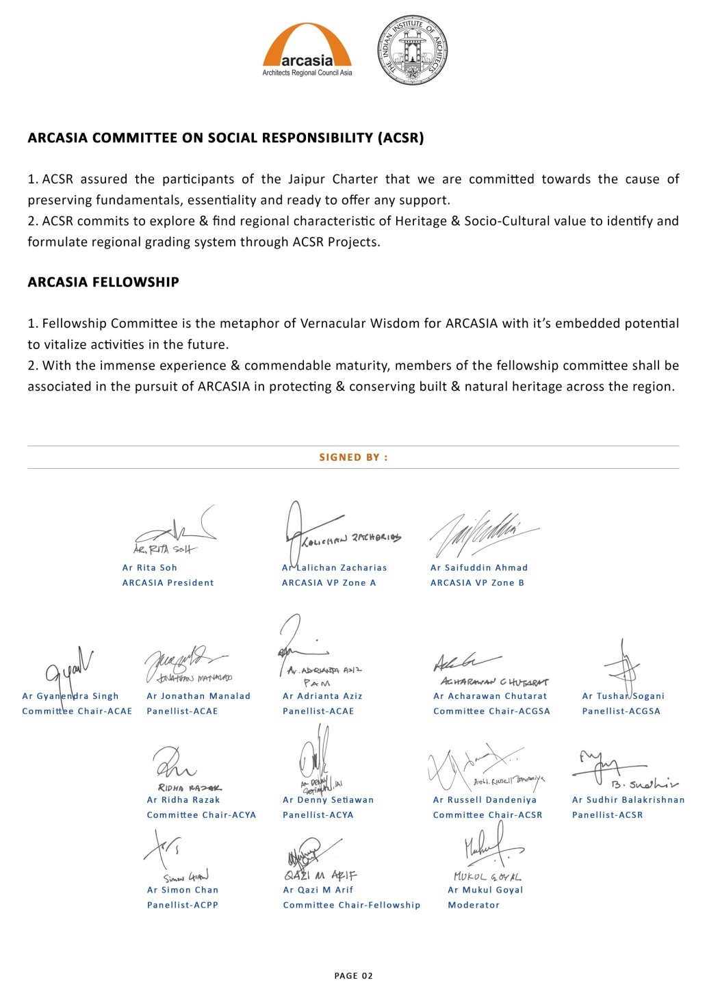 arcasia
Architects Regional Council Asia
THE INDIAN INSTITUTE OF ARCHITECTS
ARCASIA COMMITTEE ON SOCIAL RESPONSIBILITY (ACSR)
1. ACSR assured the participants of the Jaipur Charter that we are committed towards the cause of
preserving fundamentals, essentiality and ready to offer any support.
2. ACSR commits to explore & find regional characteristic of Heritage & Socio-Cultural value to identify and
formulate regional grading system through ACSR Projects.
ARCASIA FELLOWSHIP
1. Fellowship Committee is the metaphor of Vernacular Wisdom for ARCASIA with it's embedded potential
to vitalize activities in the future.
2. With the immense experience & commendable maturity, members of the fellowship committee shall be
associated in the pursuit of ARCASIA in protecting & conserving built & natural heritage across the region.
SIGNED BY :
AR. RITA SOH
LALICHAN ZACHARIAS
Ar Rita Soh
ARCASIA President
Ar Lalichan Zacharias
ARCASIA VP Zone A
Ar Saifuddin Ahmad
ARCASIA VP Zone B
JONATHAN MANALAD
Ar. ADRIANTA AZIZ
PAM
ACHARAWAN CHUTARAT
Ar Gyanendra Singh
Committee Chair-ACAE
Ar Jonathan Manalad
Panellist-ACAE
Ar Adrianta Aziz
Panellist-ACAE
Ar Acharawan Chutarat
Committee Chair-ACGSA
Ar Tushar Sogani
Panellist-ACGSA
RIDHA RAZAK
AR DENNY
SETIAWAN, IAI
Archt. Russell Dandeniya
B. Sudhir
Ar Ridha Razak
Committee Chair-ACYA
Ar Denny Setiawan
Panellist-ACYA
Ar Russell Dandeniya
Committee Chair-ACSR
Ar Sudhir Balakrishnan
Panellist-ACSR
Simon CHAN
QAZI M ARIF
MUKUL GOYAL
Ar Simon Chan
Panellist-ACPP
Ar Qazi M Arif
Committee Chair-Fellowship
Ar Mukul Goyal
Moderator
PAGE 02